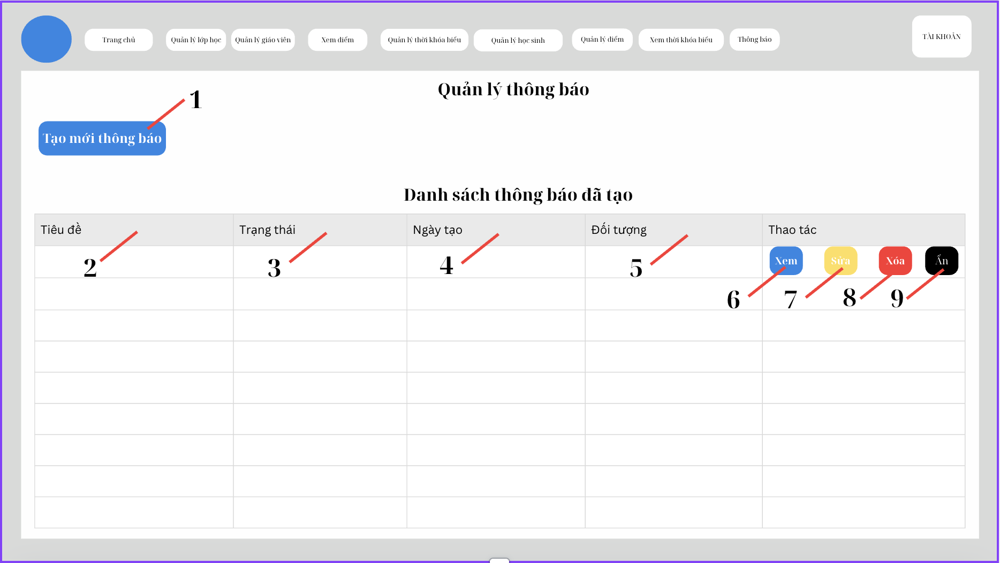 Trang chủ
Quản lý lớp học
Quản lý giáo viên
Xem điểm
Quản lý thời khóa biểu
Quản lý học sinh
Quản lý điểm
Xem thời khóa biểu
Thông báo
TÀI KHOẢN
Quản lý thông báo
1
Tạo mới thông báo
Danh sách thông báo đã tạo
Tiêu đề
Trạng thái
Ngày tạo
Đối tượng
Thao tác
2
3
4
5
Xem
Sửa
Xóa
Ẩn
6
7
8
9